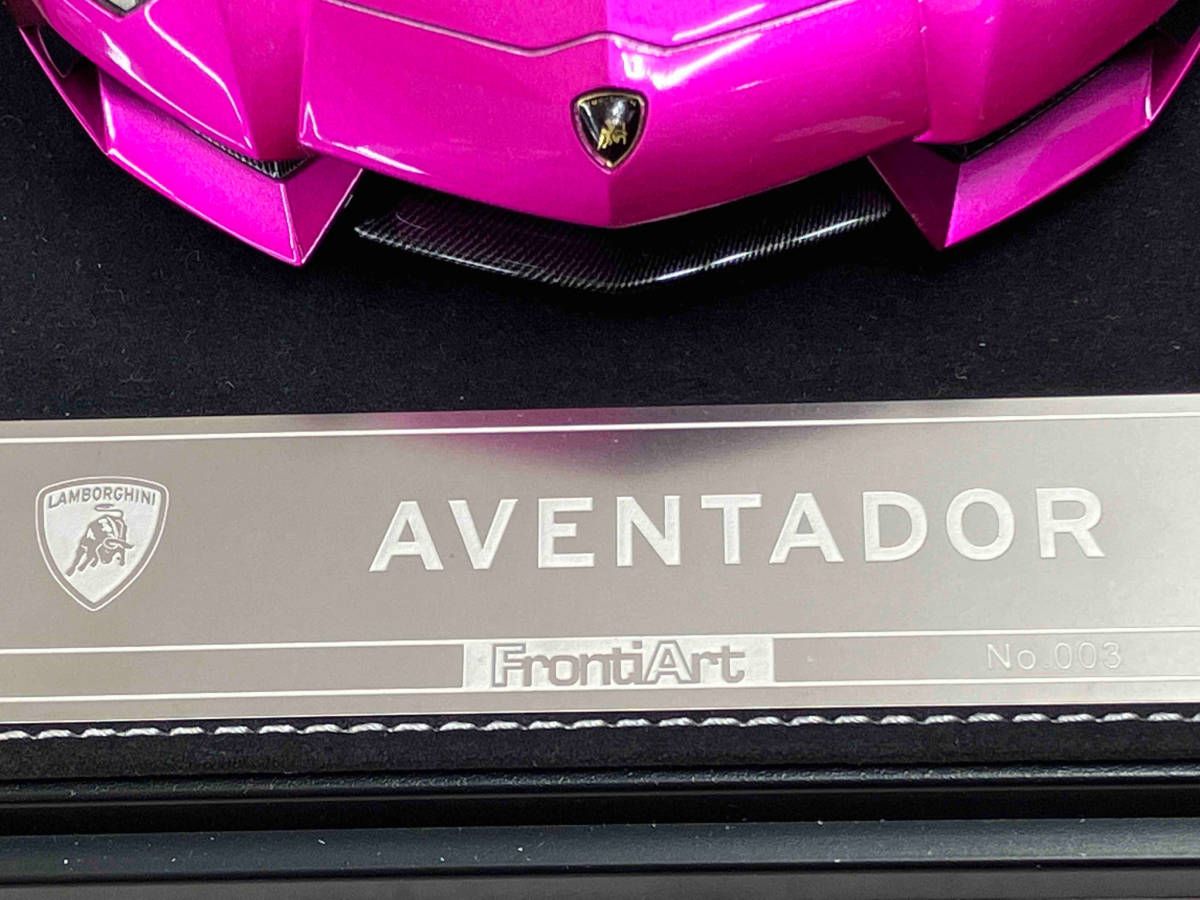 LAMBORGHINI
AVENTADOR
FrontiArt
No.003